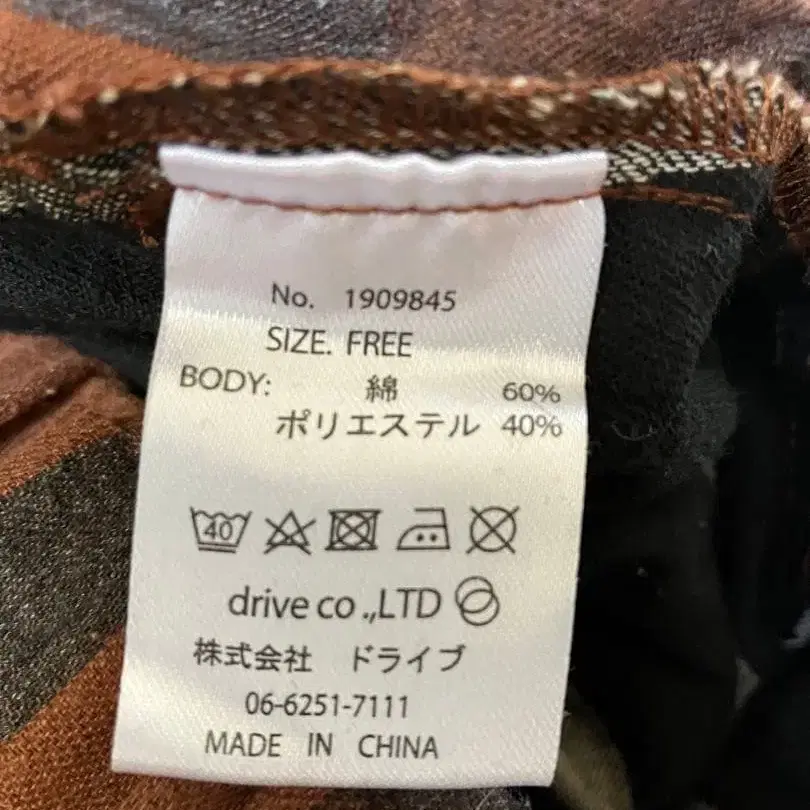 No. 1909845
SIZE. FREE
BODY: 綿 60%
ポリエステル 40%
40
drive co .,LTD
株式会社 ドライブ
06-6251-7111
MADE IN CHINA